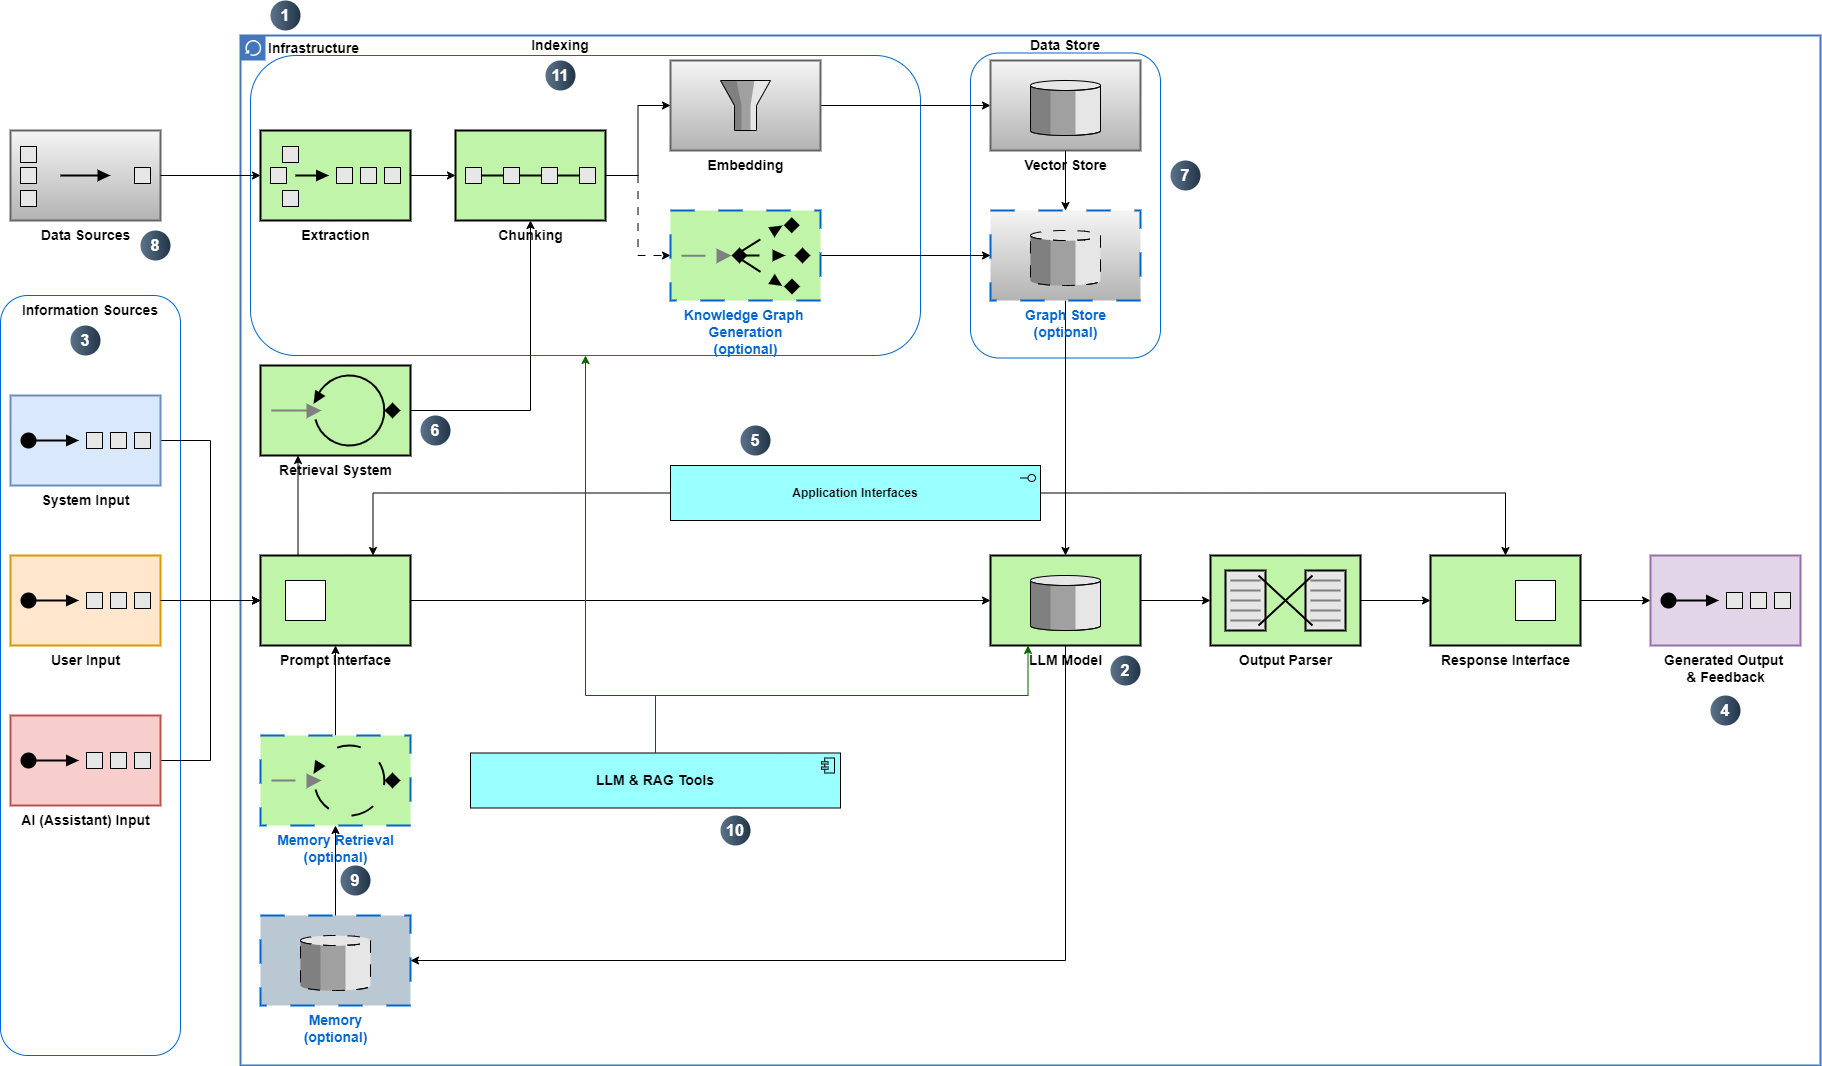 1
Infrastructure
Indexing
Data Store
11
Embedding
Vector Store
7
Data Sources
8
Extraction
Chunking
Information Sources
3
Knowledge Graph
Generation
(optional)
Graph Store
(optional)
6
5
Retrieval System
System Input
Application Interfaces
User Input
Prompt Interface
LLM Model
2
Output Parser
Response Interface
Generated Output
& Feedback
4
LLM & RAG Tools
10
AI (Assistant) Input
Memory Retrieval
(optional)
9
Memory
(optional)